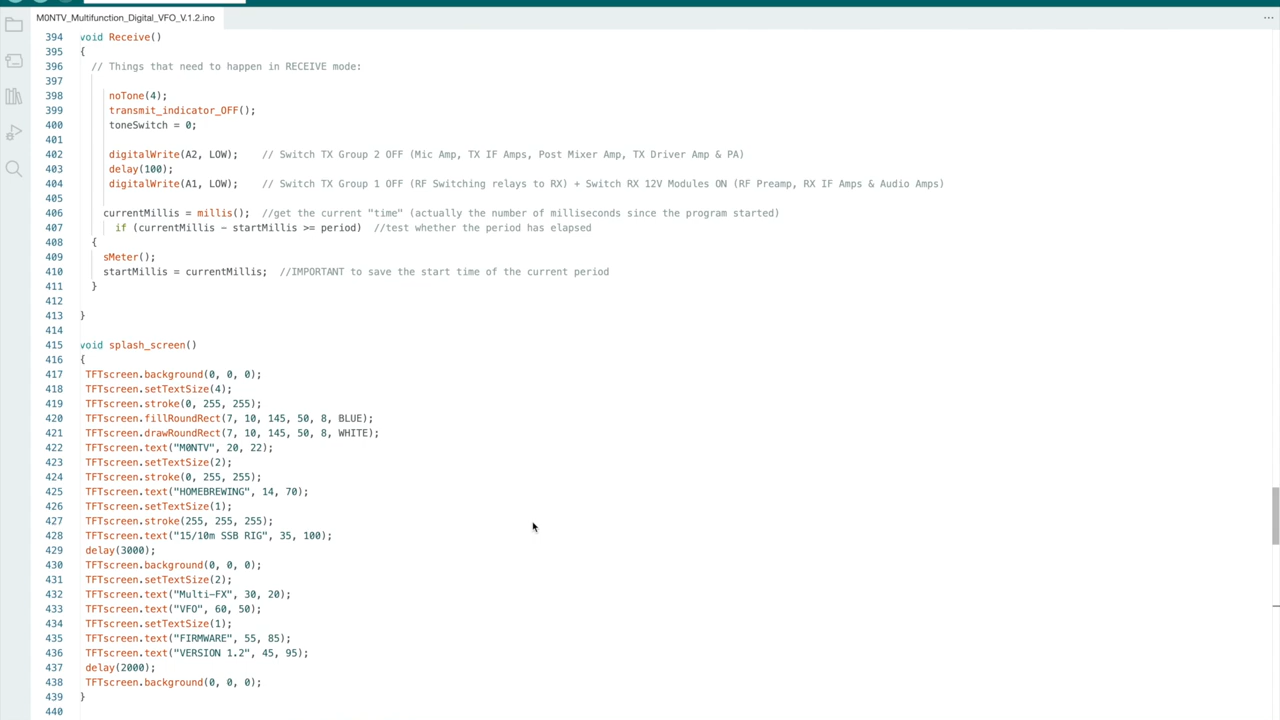 M0NTV_Multifunction_Digital_VFO_V.1.2.ino
394 void Receive()
395 {
396 // Things that need to happen in RECEIVE mode:
397
398 noTone(4);
399 transmit_indicator_OFF();
400 toneSwitch = 0;
401
402 digitalWrite(A2, LOW); // Switch TX Group 2 OFF (Mic Amp, TX IF Amps, Post Mixer Amp, TX Driver Amp & PA)
403 delay(100);
404 digitalWrite(A1, LOW); // Switch TX Group 1 OFF (RF Switching relays to RX) + Switch RX 12V Modules ON (RF Preamp, RX IF Amps & Audio Amps)
405
406 currentMillis = millis(); //get the current "time" (actually the number of milliseconds since the program started)
407 if (currentMillis - startMillis >= period) //test whether the period has elapsed
408 {
409 sMeter();
410 startMillis = currentMillis; //IMPORTANT to save the start time of the current period
411 }
412
413 }
414
415 void splash_screen()
416 {
417 TFTscreen.background(0, 0, 0);
418 TFTscreen.setTextSize(4);
419 TFTscreen.stroke(0, 255, 255);
420 TFTscreen.fillRoundRect(7, 10, 145, 50, 8, BLUE);
421 TFTscreen.drawRoundRect(7, 10, 145, 50, 8, WHITE);
422 TFTscreen.text("M0NTV", 20, 22);
423 TFTscreen.setTextSize(2);
424 TFTscreen.stroke(0, 255, 255);
425 TFTscreen.text("HOMEBREWING", 14, 70);
426 TFTscreen.setTextSize(1);
427 TFTscreen.stroke(255, 255, 255);
428 TFTscreen.text("15/10m SSB RIG", 35, 100);
429 delay(3000);
430 TFTscreen.background(0, 0, 0);
431 TFTscreen.setTextSize(2);
432 TFTscreen.text("Multi-FX", 30, 20);
433 TFTscreen.text("VFO", 60, 50);
434 TFTscreen.setTextSize(1);
435 TFTscreen.text("FIRMWARE", 55, 85);
436 TFTscreen.text("VERSION 1.2", 45, 95);
437 delay(2000);
438 TFTscreen.background(0, 0, 0);
439 }
440